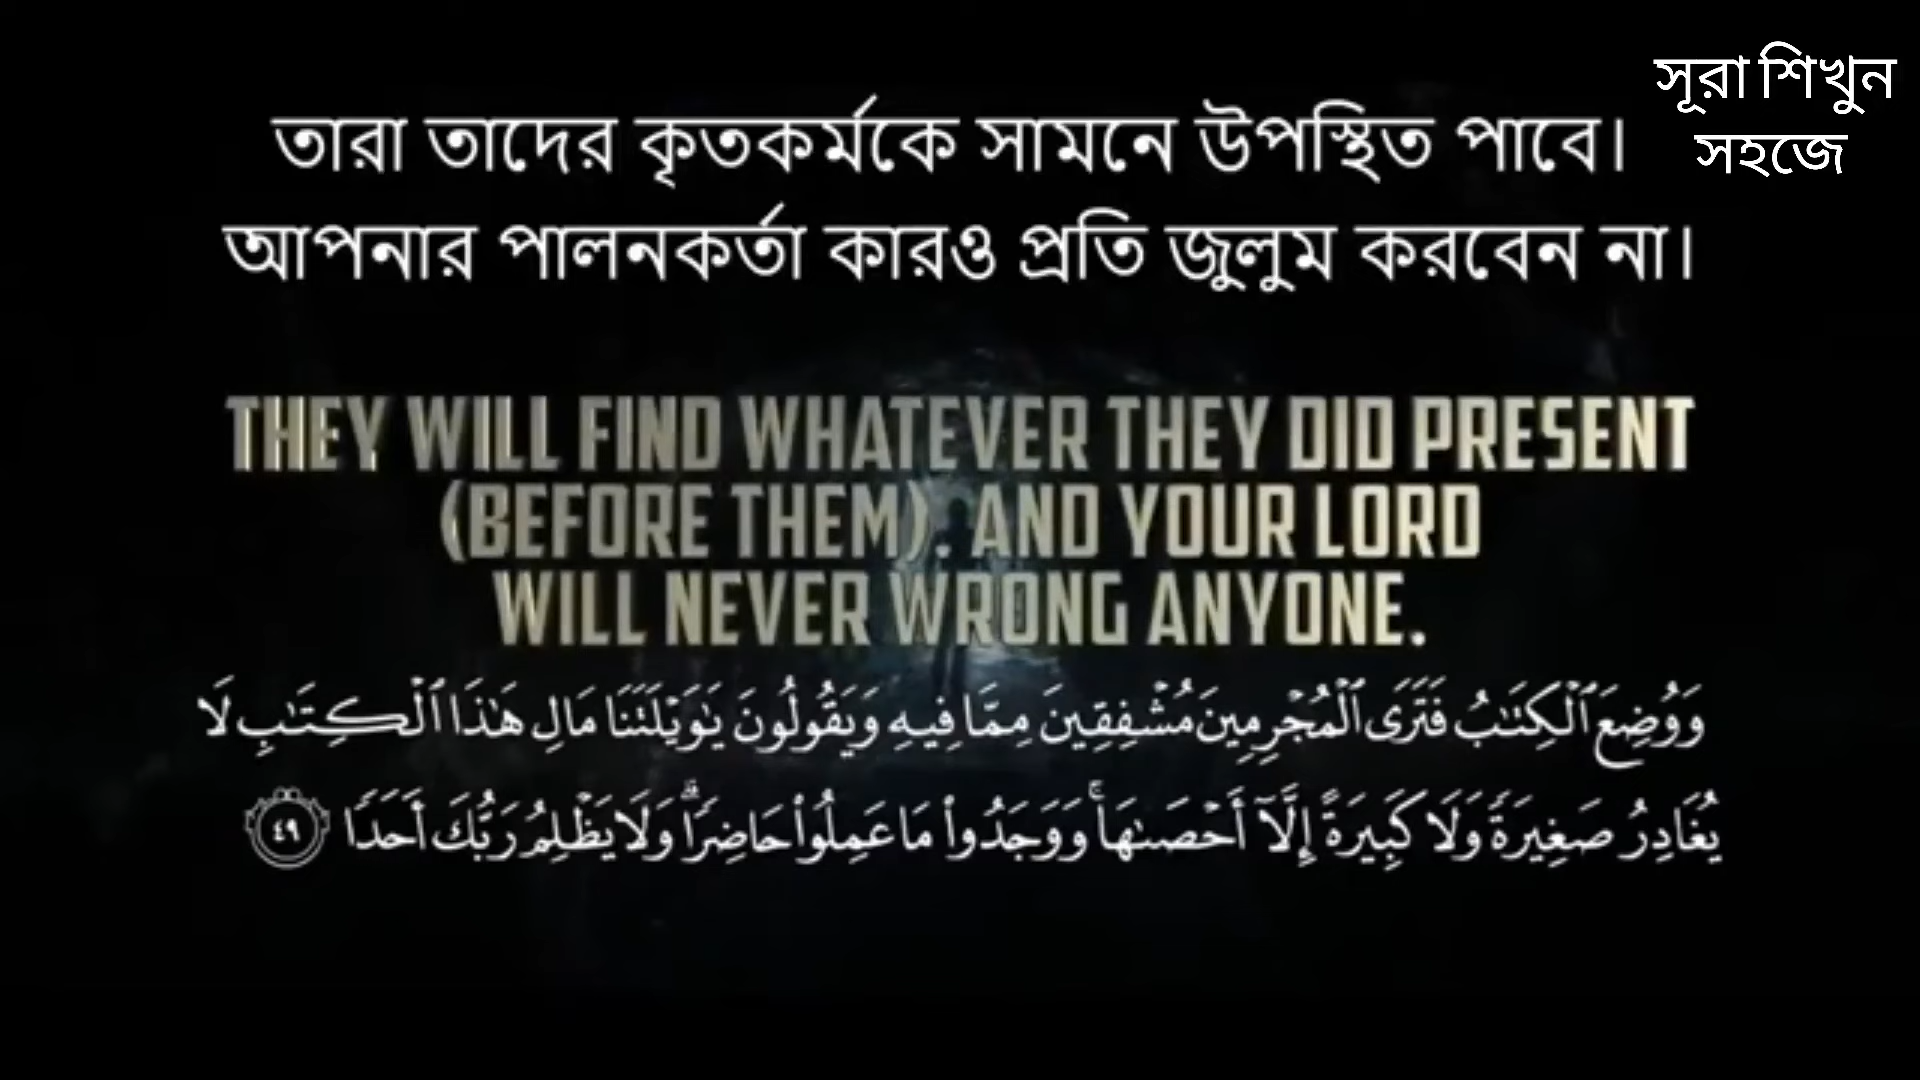 সূরা শিখুন
সহজে
তারা তাদের কৃতকর্মকে সামনে উপস্থিত পাবে।
আপনার পালনকর্তা কারও প্রতি জুলুম করবেন না।
THEY WILL FIND WHATEVER THEY DID PRESENT
(BEFORE THEM). AND YOUR LORD
WILL NEVER WRONG ANYONE.
وَوُضِعَ ٱلْكِتَـٰبُ فَتَرَى ٱلْمُجْرِمِينَ مُشْفِقِينَ مِمَّا فِيهِ وَيَقُولُونَ يَـٰوَيْلَتَنَا مَالِ هَـٰذَا ٱلْكِتَـٰبِ لَا
يُغَادِرُ صَغِيرَةً وَلَا كَبِيرَةً إِلَّآ أَحْصَىٰهَا ۚ وَوَجَدُوا۟ مَا عَمِلُوا۟ حَاضِرًا ۗ وَلَا يَظْلِمُ رَبُّكَ أَحَدًا ٤٩